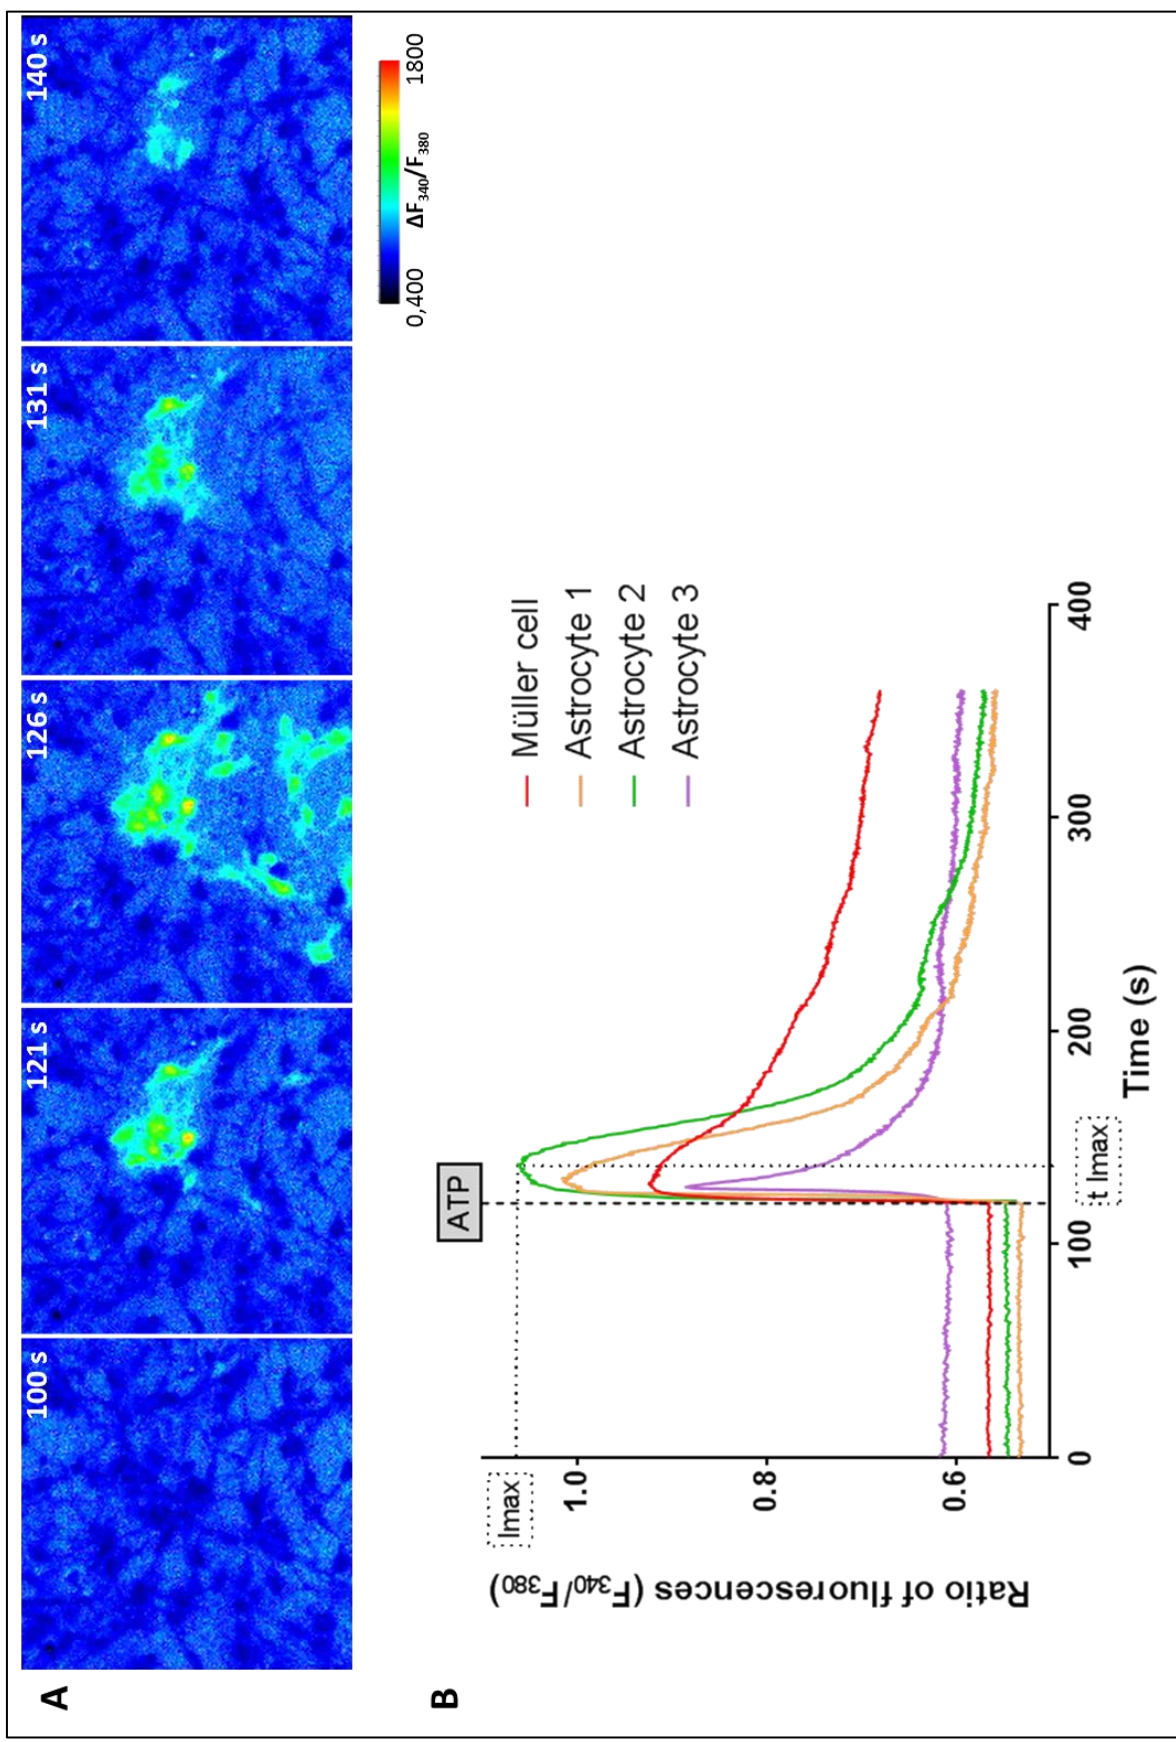 A
100 s
121 s
126 s
131 s
140 s
0,400
ΔF340/F380
1800
B
ATP
Imax
Müller cell
Astrocyte 1
Astrocyte 2
Astrocyte 3
Ratio of fluorescences (F340/F380)
1.0
0.8
0.6
0
100
200
300
400
t Imax
Time (s)